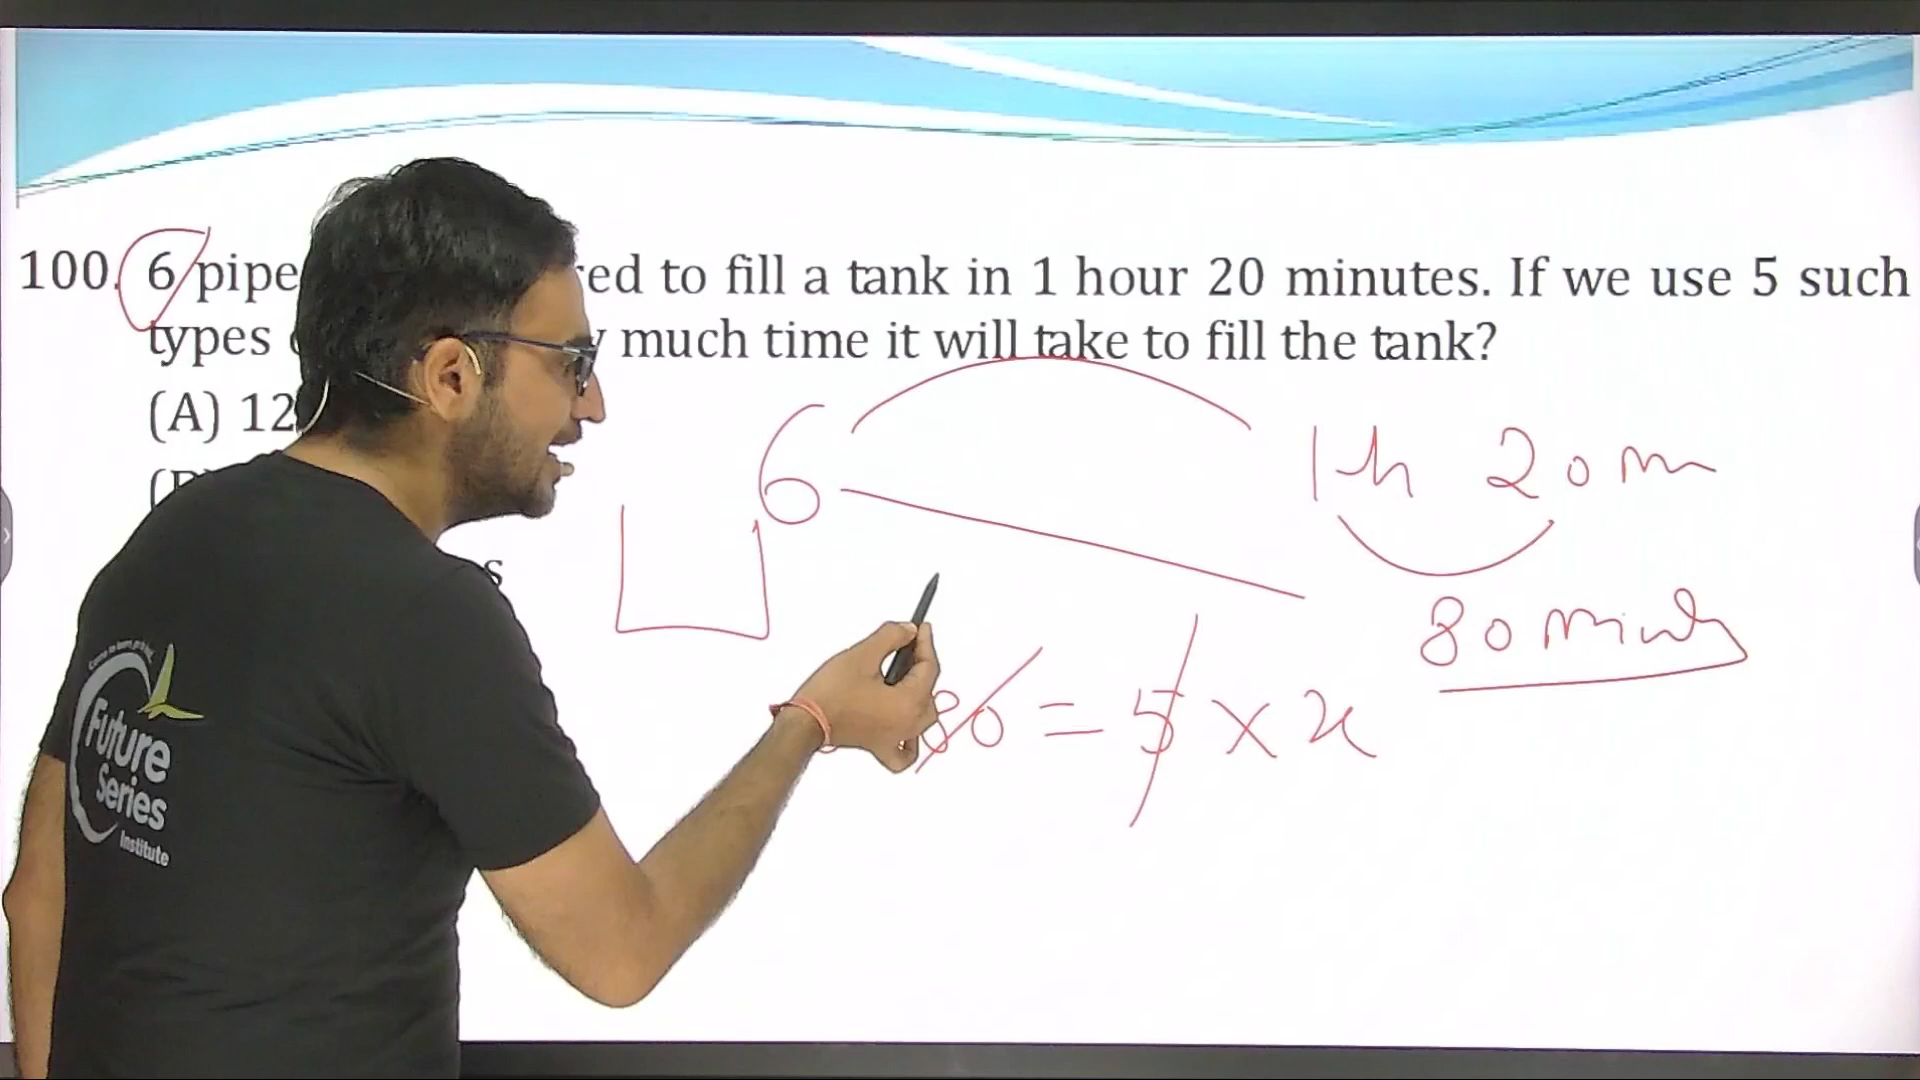 100. 6 pipe ed to fill a tank in 1 hour 20 minutes. If we use 5 such
types much time it will take to fill the tank?
(A) 12
6 1h 20m
80 minuts
80 = 5 × x
Future
Series
Institute